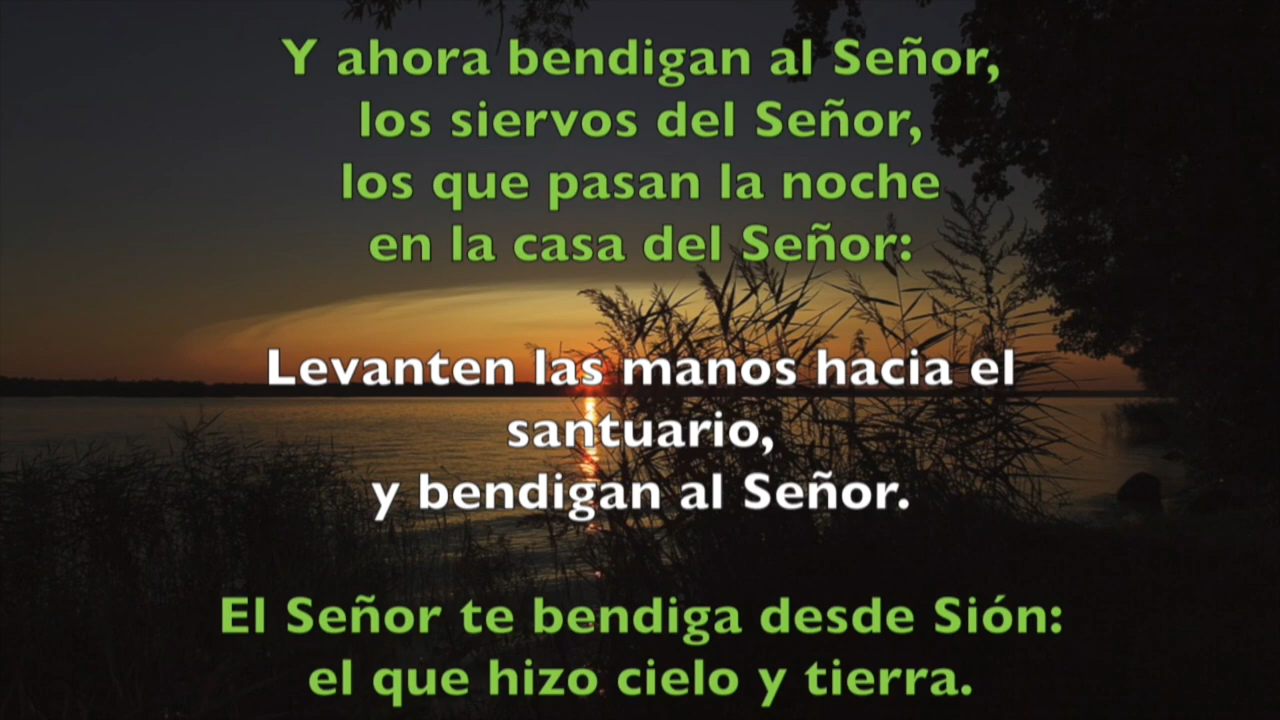 Y ahora bendigan al Señor,
los siervos del Señor,
los que pasan la noche
en la casa del Señor:
Levanten las manos hacia el
santuario,
y bendigan al Señor.
El Señor te bendiga desde Sión:
el que hizo cielo y tierra.